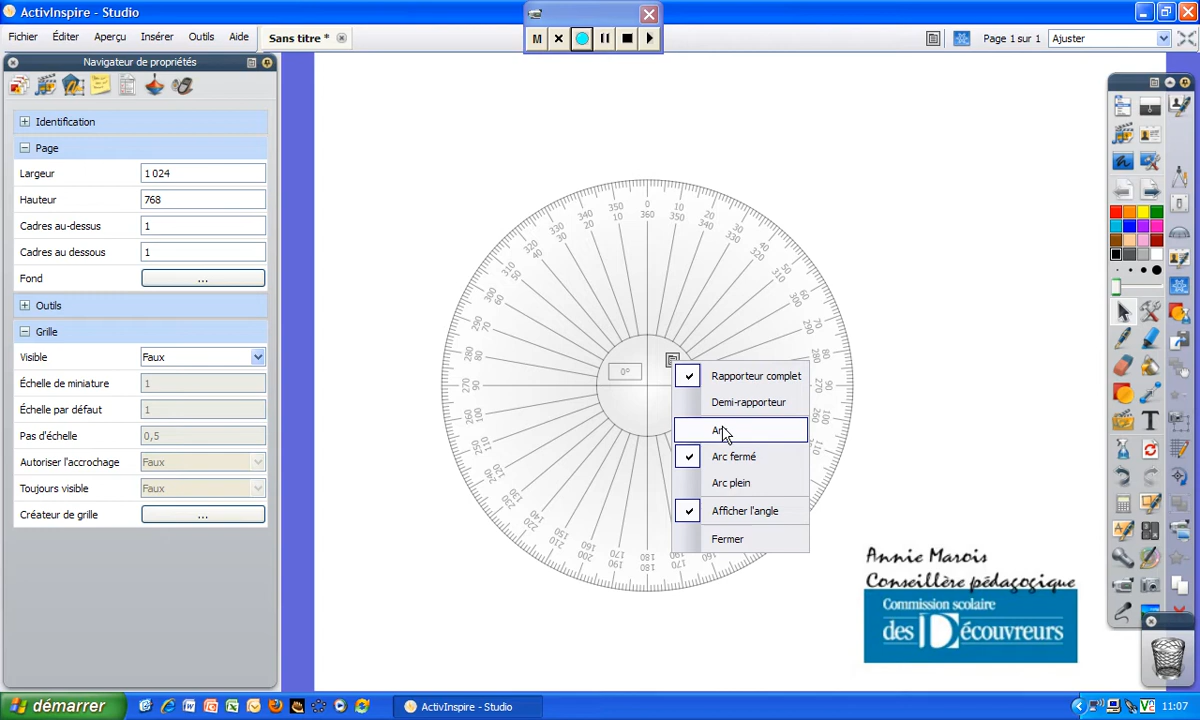 ActivInspire - Studio
Fichier Éditer Aperçu Insérer Outils Aide
Sans titre *
M
Page 1 sur 1
Ajuster
Navigateur de propriétés
Identification
Page
Largeur 1 024
Hauteur 768
Cadres au-dessus 1
Cadres au dessous 1
Fond ...
Outils
Grille
Visible Faux
Échelle de miniature 1
Échelle par défaut 1
Pas d'échelle 0,5
Autoriser l'accrochage Faux
Toujours visible Faux
Créateur de grille ...
0°
Rapporteur complet
Demi-rapporteur
Arc fermé
Arc plein
Afficher l'angle
Fermer
Annie Marois
Conseillère pédagogique
Commission scolaire
des Découvreurs
démarrer
ActivInspire - Studio
11:07